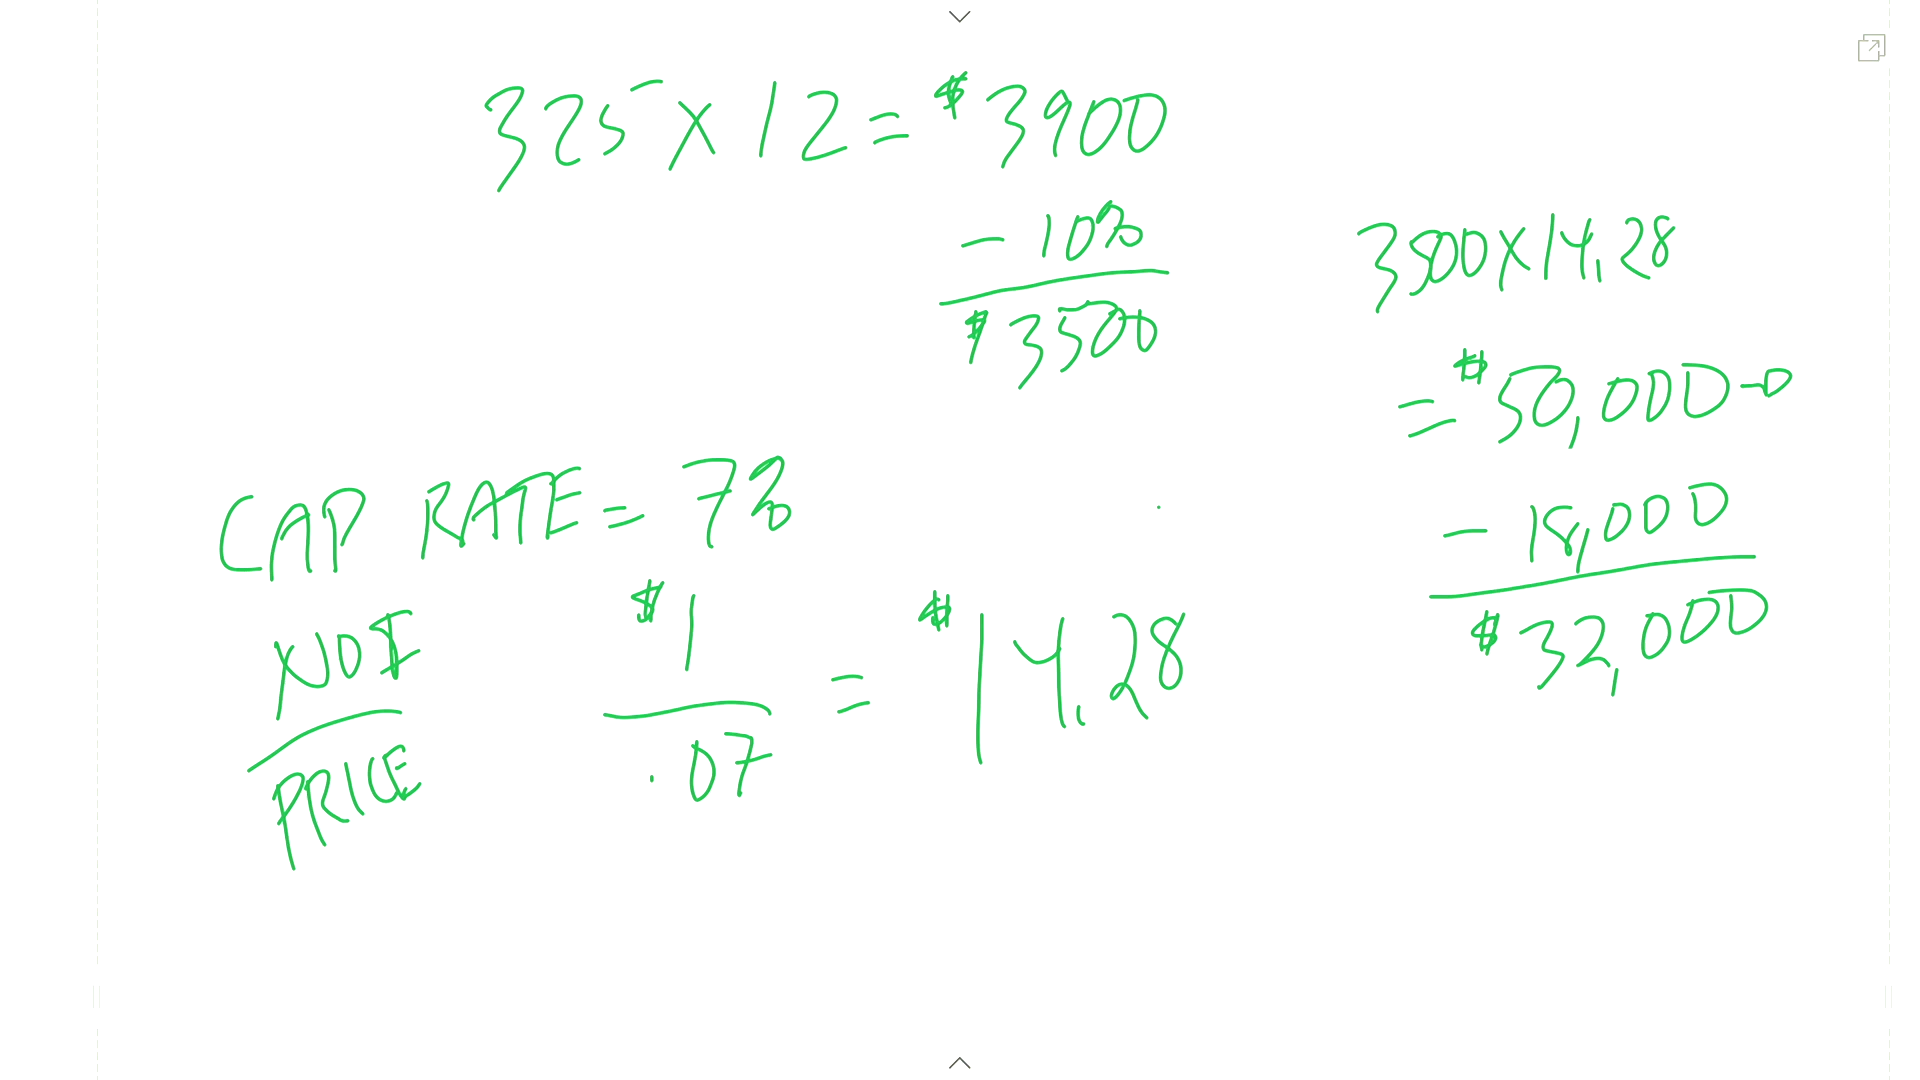 325 X 12 = $3900
- 10%
$3500
CAP RATE = 7%
NOI
PRICE
$1
.07
= $14.28
3500 X 14.28
= $50,000
- 18,000
$32,000